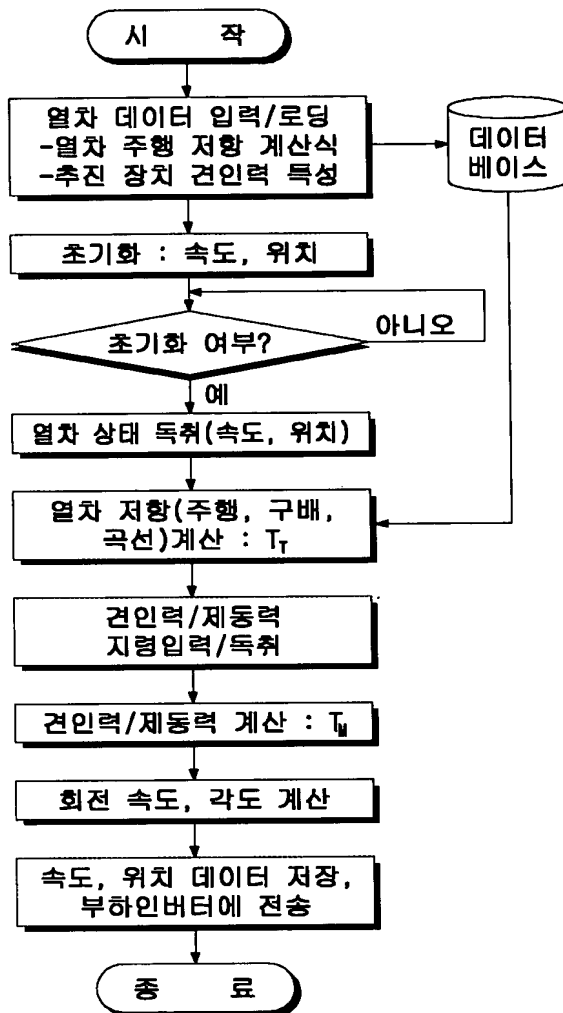 시 작
열차 데이터 입력/로딩
-열차 주행 저항 계산식
-추진 장치 견인력 특성
데이터
베이스
초기화 : 속도, 위치
아니오
초기화 여부?
예
열차 상태 독취(속도, 위치)
열차 저항(주행, 구배,
곡선)계산 : T_T
견인력/제동력
지령입력/독취
견인력/제동력 계산 : T_M
회전 속도, 각도 계산
속도, 위치 데이터 저장,
부하인버터에 전송
종 료